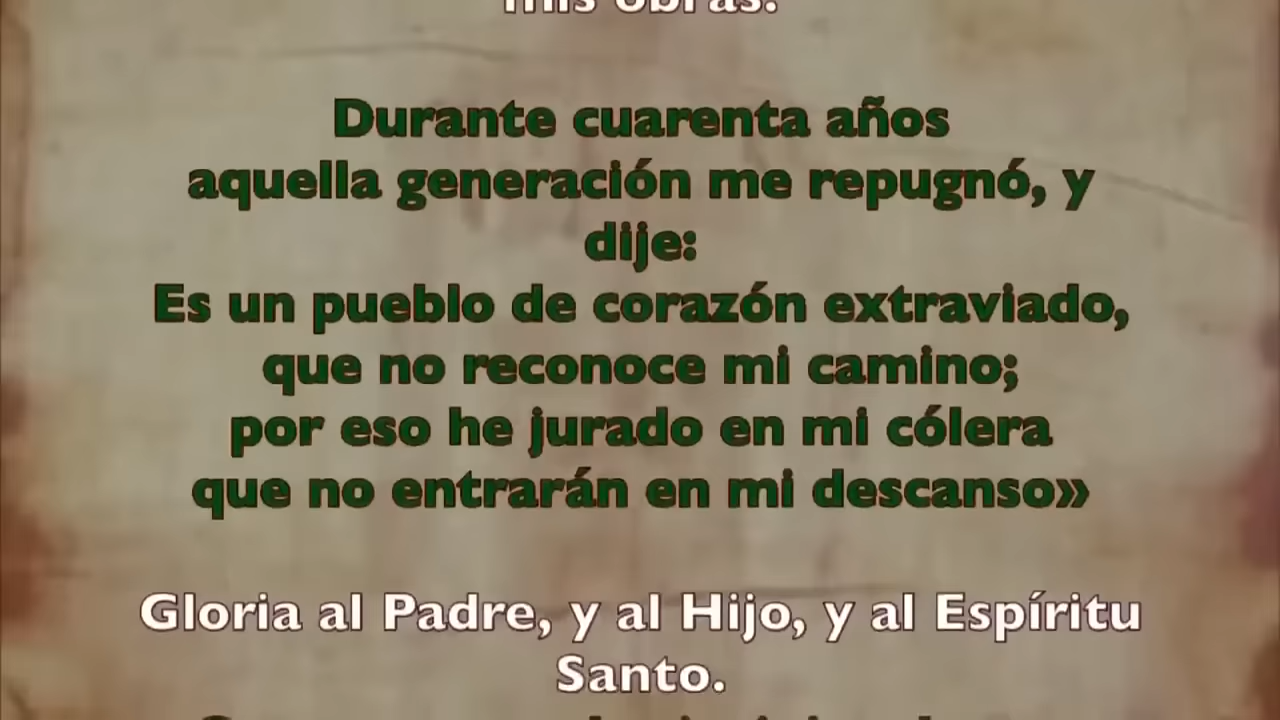 mis obras.
Durante cuarenta años
aquella generación me repugnó, y
dije:
Es un pueblo de corazón extraviado,
que no reconoce mi camino;
por eso he jurado en mi cólera
que no entrarán en mi descanso»
Gloria al Padre, y al Hijo, y al Espíritu
Santo.